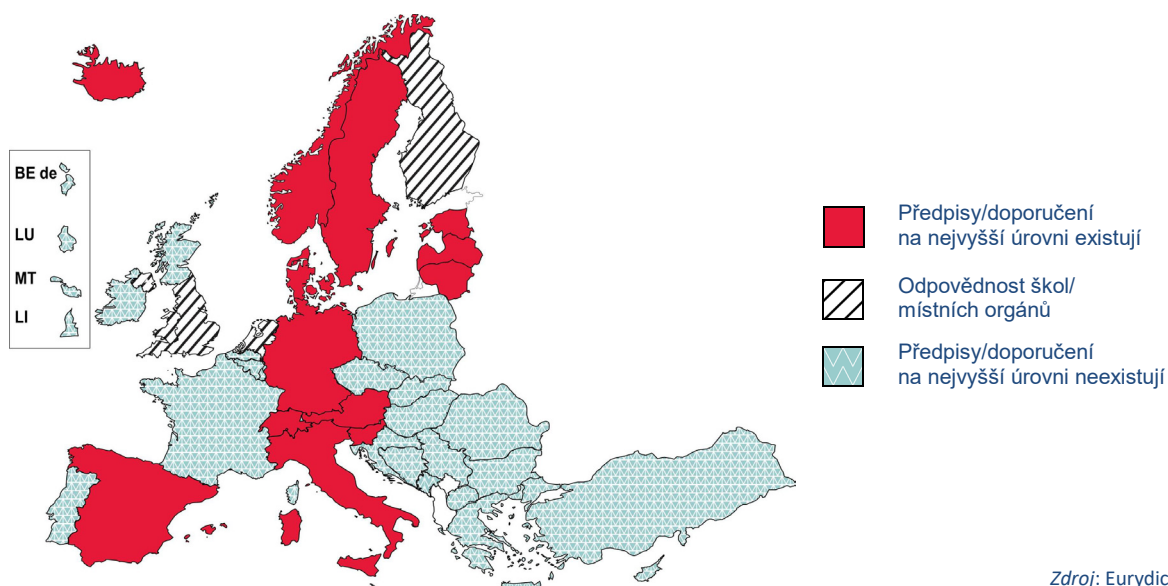 BE de
LU
MT
LI
Předpisy/doporučení
na nejvyšší úrovni existují
Odpovědnost škol/
místních orgánů
Předpisy/doporučení
na nejvyšší úrovni neexistují
Zdroj: Eurydic